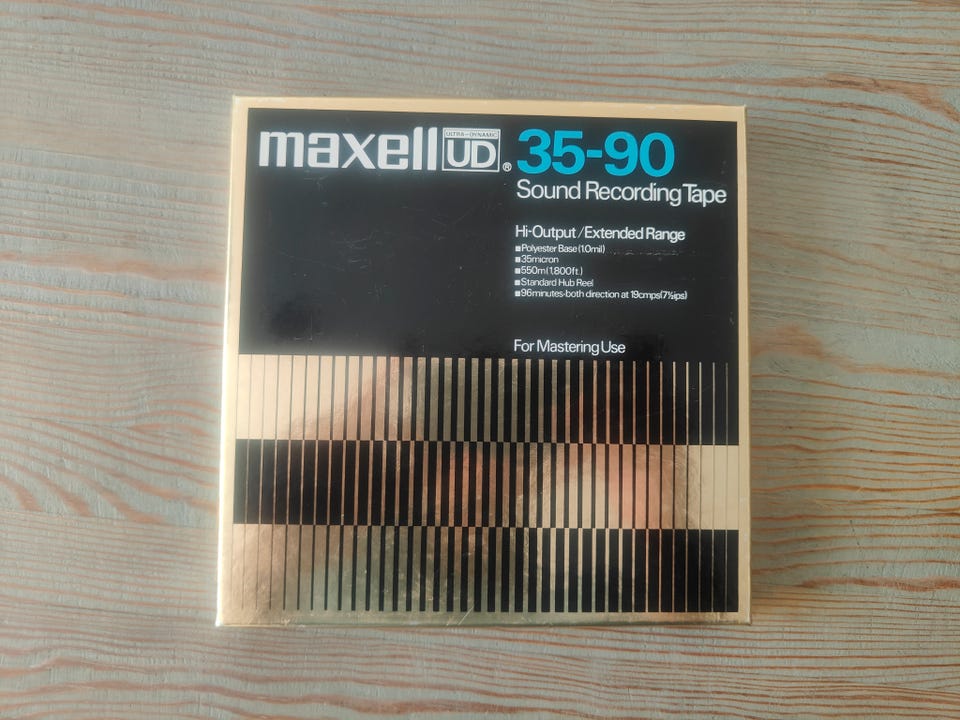 maxell ULTRA-DYNAMIC UD® 35-90
Sound Recording Tape
Hi-Output/Extended Range
■Polyester Base(1.0mil)
■35micron
■550m(1,800ft.)
■Standard Hub Reel
■96minutes-both direction at 19cmps(7½ips)
For Mastering Use